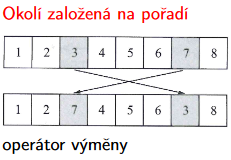 Okolí založená na pořadí
1 2 3 4 5 6 7 8
1 2 7 4 5 6 3 8
operátor výměny